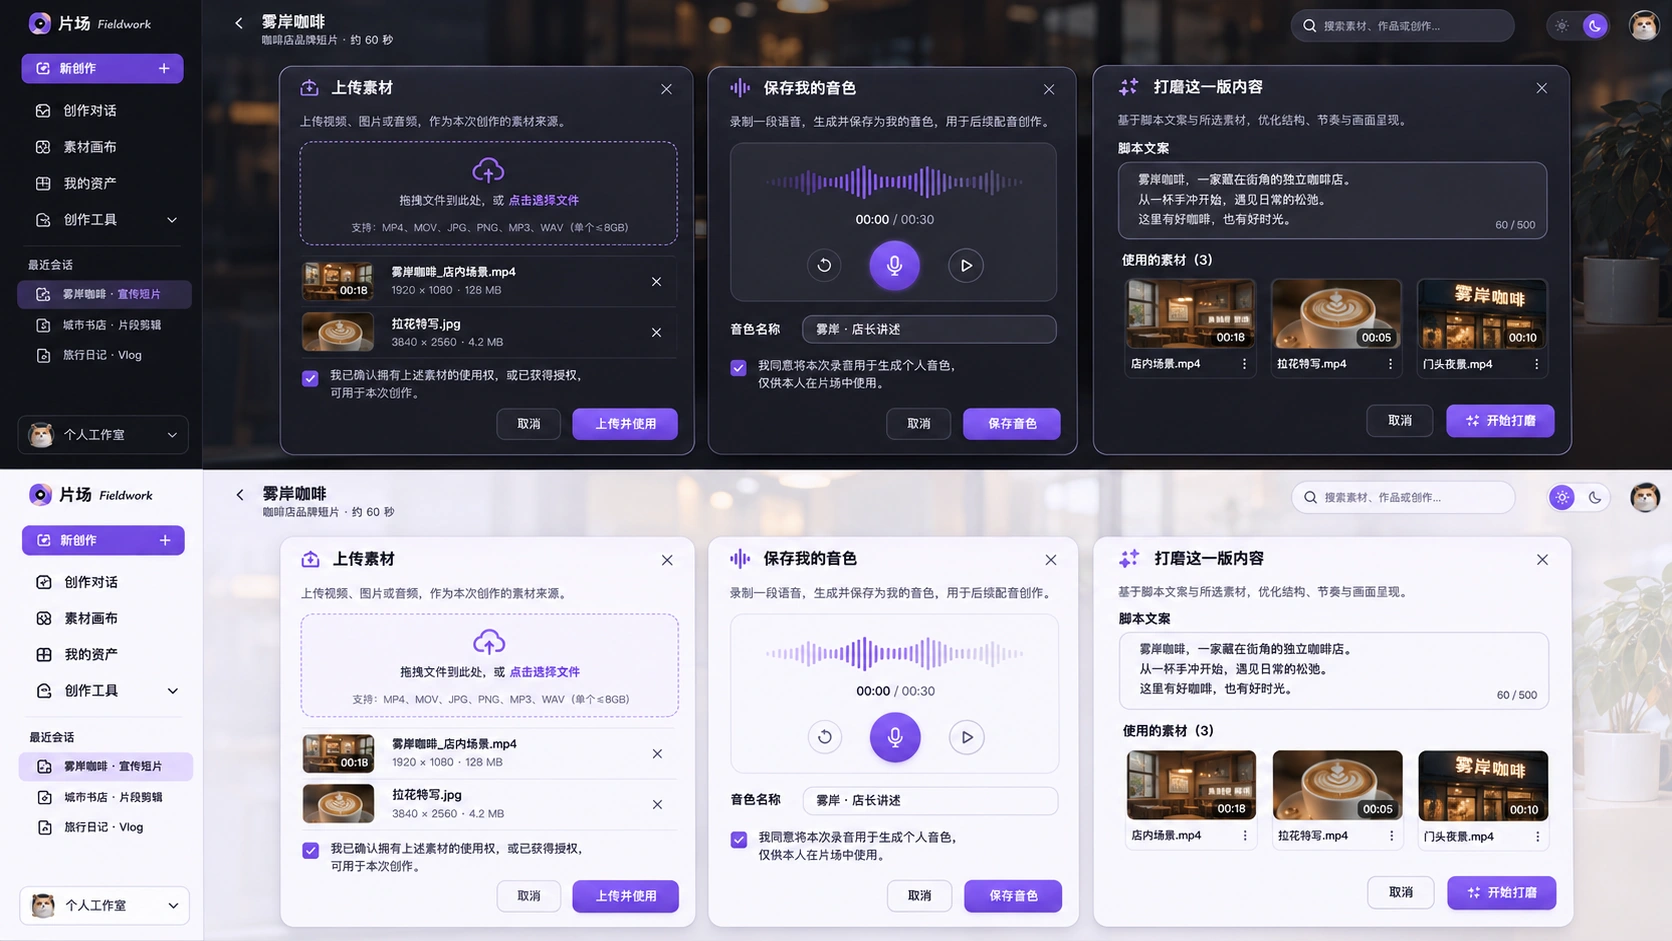 片场 Fieldwork
新创作
创作对话
素材画布
我的资产
创作工具
最近会话
雾岸咖啡 · 宣传短片
城市书店 · 片段剪辑
旅行日记 · Vlog
个人工作室
雾岸咖啡
咖啡店品牌短片 · 约 60 秒
搜索素材、作品或创作...
上传素材
上传视频、图片或音频，作为本次创作的素材来源。
拖拽文件到此处，或 点击选择文件
支持：MP4、MOV、JPG、PNG、MP3、WAV（单个≤8GB）
00:18
雾岸咖啡_店内场景.mp4
1920 × 1080 · 128 MB
拉花特写.jpg
3840 × 2560 · 4.2 MB
我已确认拥有上述素材的使用权，或已获得授权，
可用于本次创作。
取消
上传并使用
保存我的音色
录制一段语音，生成并保存为我的音色，用于后续配音创作。
00:00 / 00:30
音色名称
雾岸 · 店长讲述
我同意将本次录音用于生成个人音色，
仅供本人在片场中使用。
取消
保存音色
打磨这一版内容
基于脚本文案与所选素材，优化结构、节奏与画面呈现。
脚本文案
雾岸咖啡，一家藏在街角的独立咖啡店。
从一杯手冲开始，遇见日常的松弛。
这里有好咖啡，也有好时光。
60 / 500
使用的素材（3）
00:18
00:05
雾岸咖啡
00:10
店内场景.mp4
拉花特写.mp4
门头夜景.mp4
取消
开始打磨
片场 Fieldwork
新创作
创作对话
素材画布
我的资产
创作工具
最近会话
雾岸咖啡 · 宣传短片
城市书店 · 片段剪辑
旅行日记 · Vlog
个人工作室
雾岸咖啡
咖啡店品牌短片 · 约 60 秒
搜索素材、作品或创作...
上传素材
上传视频、图片或音频，作为本次创作的素材来源。
拖拽文件到此处，或 点击选择文件
支持：MP4、MOV、JPG、PNG、MP3、WAV（单个≤8GB）
00:18
雾岸咖啡_店内场景.mp4
1920 × 1080 · 128 MB
拉花特写.jpg
3840 × 2560 · 4.2 MB
我已确认拥有上述素材的使用权，或已获得授权，
可用于本次创作。
取消
上传并使用
保存我的音色
录制一段语音，生成并保存为我的音色，用于后续配音创作。
00:00 / 00:30
音色名称
雾岸 · 店长讲述
我同意将本次录音用于生成个人音色，
仅供本人在片场中使用。
取消
保存音色
打磨这一版内容
基于脚本文案与所选素材，优化结构、节奏与画面呈现。
脚本文案
雾岸咖啡，一家藏在街角的独立咖啡店。
从一杯手冲开始，遇见日常的松弛。
这里有好咖啡，也有好时光。
60 / 500
使用的素材（3）
00:18
00:05
雾岸咖啡
00:10
店内场景.mp4
拉花特写.mp4
门头夜景.mp4
取消
开始打磨